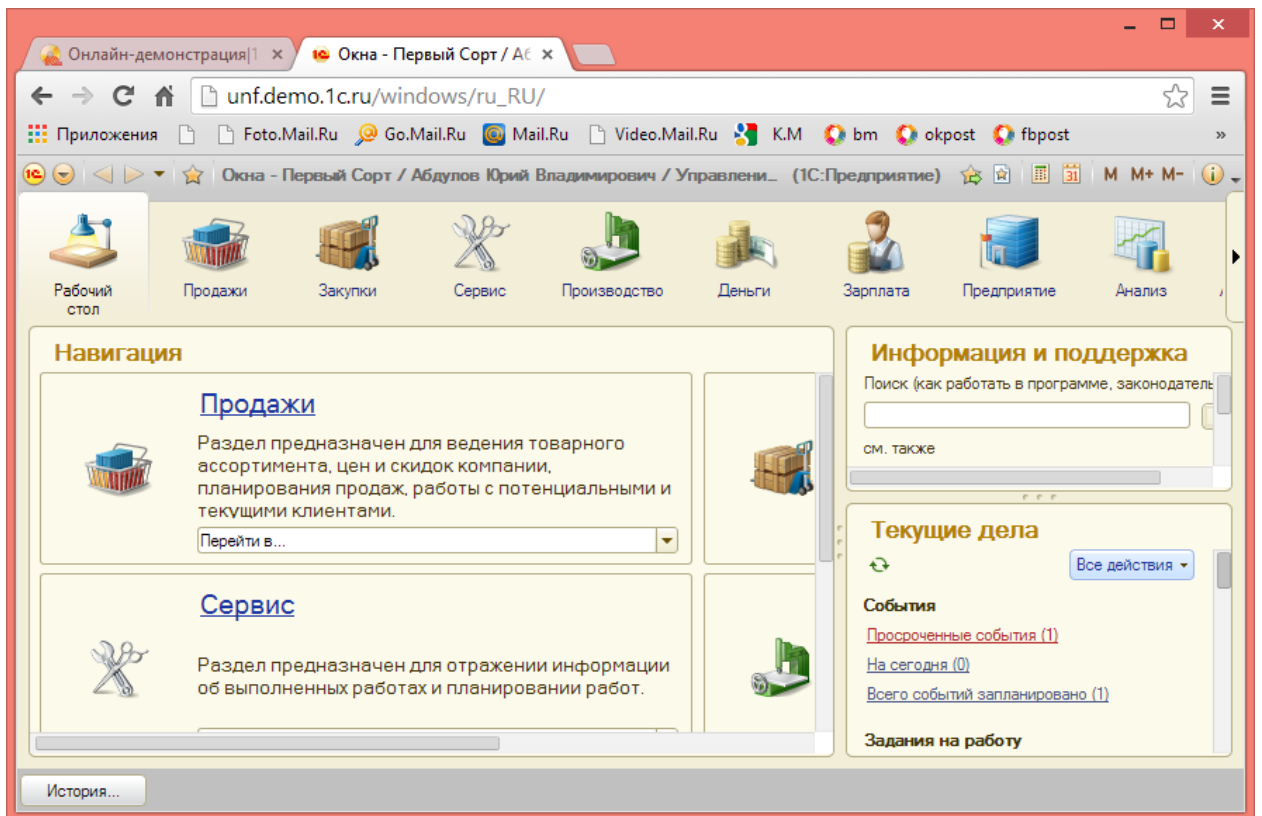 Онлайн-демонстрация|1
Окна - Первый Сорт / Аб
unf.demo.1c.ru/windows/ru_RU/
Приложения Foto.Mail.Ru Go.Mail.Ru Mail.Ru Video.Mail.Ru К.М bm okpost fbpost »
1С Окна - Первый Сорт / Абдулов Юрий Владимирович / Управлени... (1С:Предприятие) 31 M M+ M-
Рабочий стол
Продажи
Закупки
Сервис
Производство
Деньги
Зарплата
Предприятие
Анализ
Навигация
Продажи
Раздел предназначен для ведения товарного
ассортимента, цен и скидок компании,
планирования продаж, работы с потенциальными и
текущими клиентами.
Перейти в...
Сервис
Раздел предназначен для отражении информации
об выполненных работах и планировании работ.
Информация и поддержка
Поиск (как работать в программе, законодатель
см. также
Текущие дела
Все действия
События
Просроченные события (1)
На сегодня (0)
Всего событий запланировано (1)
Задания на работу
История...